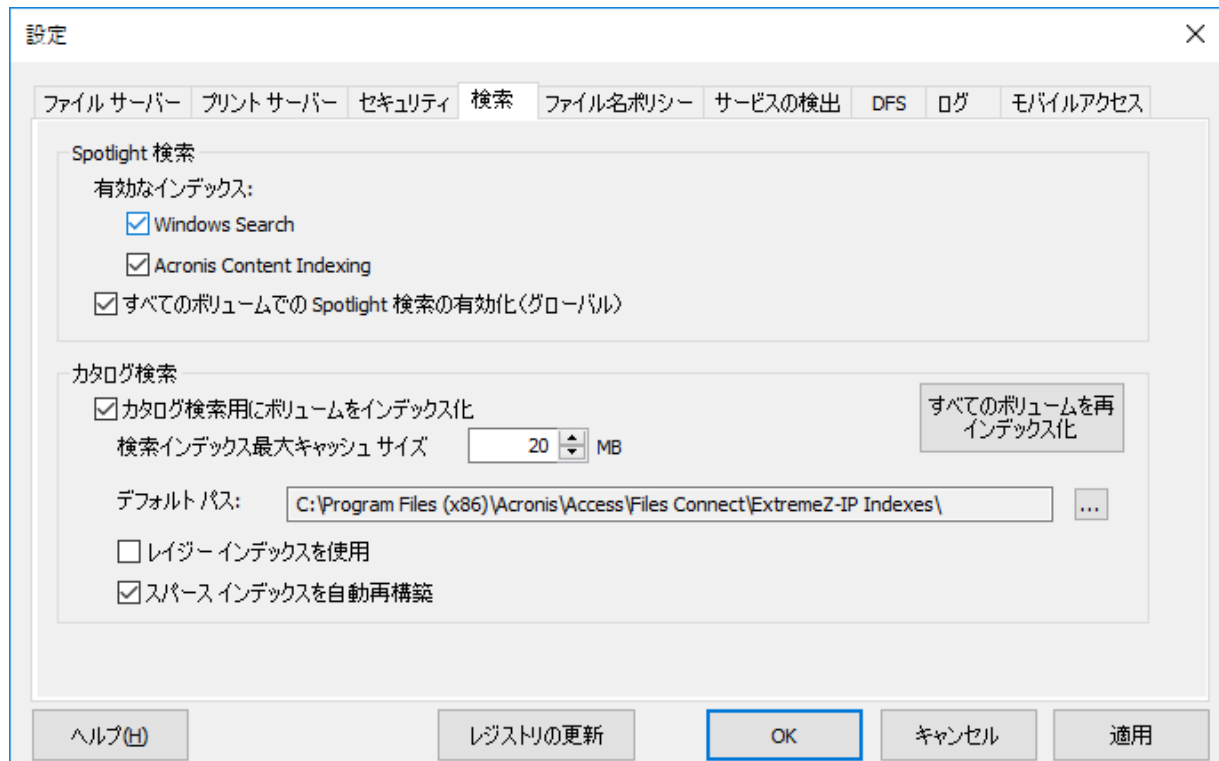 設定
ファイル サーバー プリント サーバー セキュリティ 検索 ファイル名ポリシー サービスの検出 DFS ログ モバイルアクセス
Spotlight 検索
有効なインデックス:
Windows Search
Acronis Content Indexing
すべてのボリュームでの Spotlight 検索の有効化(グローバル)
カタログ検索
カタログ検索用にボリュームをインデックス化
すべてのボリュームを再
インデックス化
検索インデックス最大キャッシュ サイズ 20 MB
デフォルト パス: C:\Program Files (x86)\Acronis\Access\Files Connect\ExtremeZ-IP Indexes\ ...
レイジー インデックスを使用
スパース インデックスを自動再構築
ヘルプ(H) レジストリの更新 OK キャンセル 適用